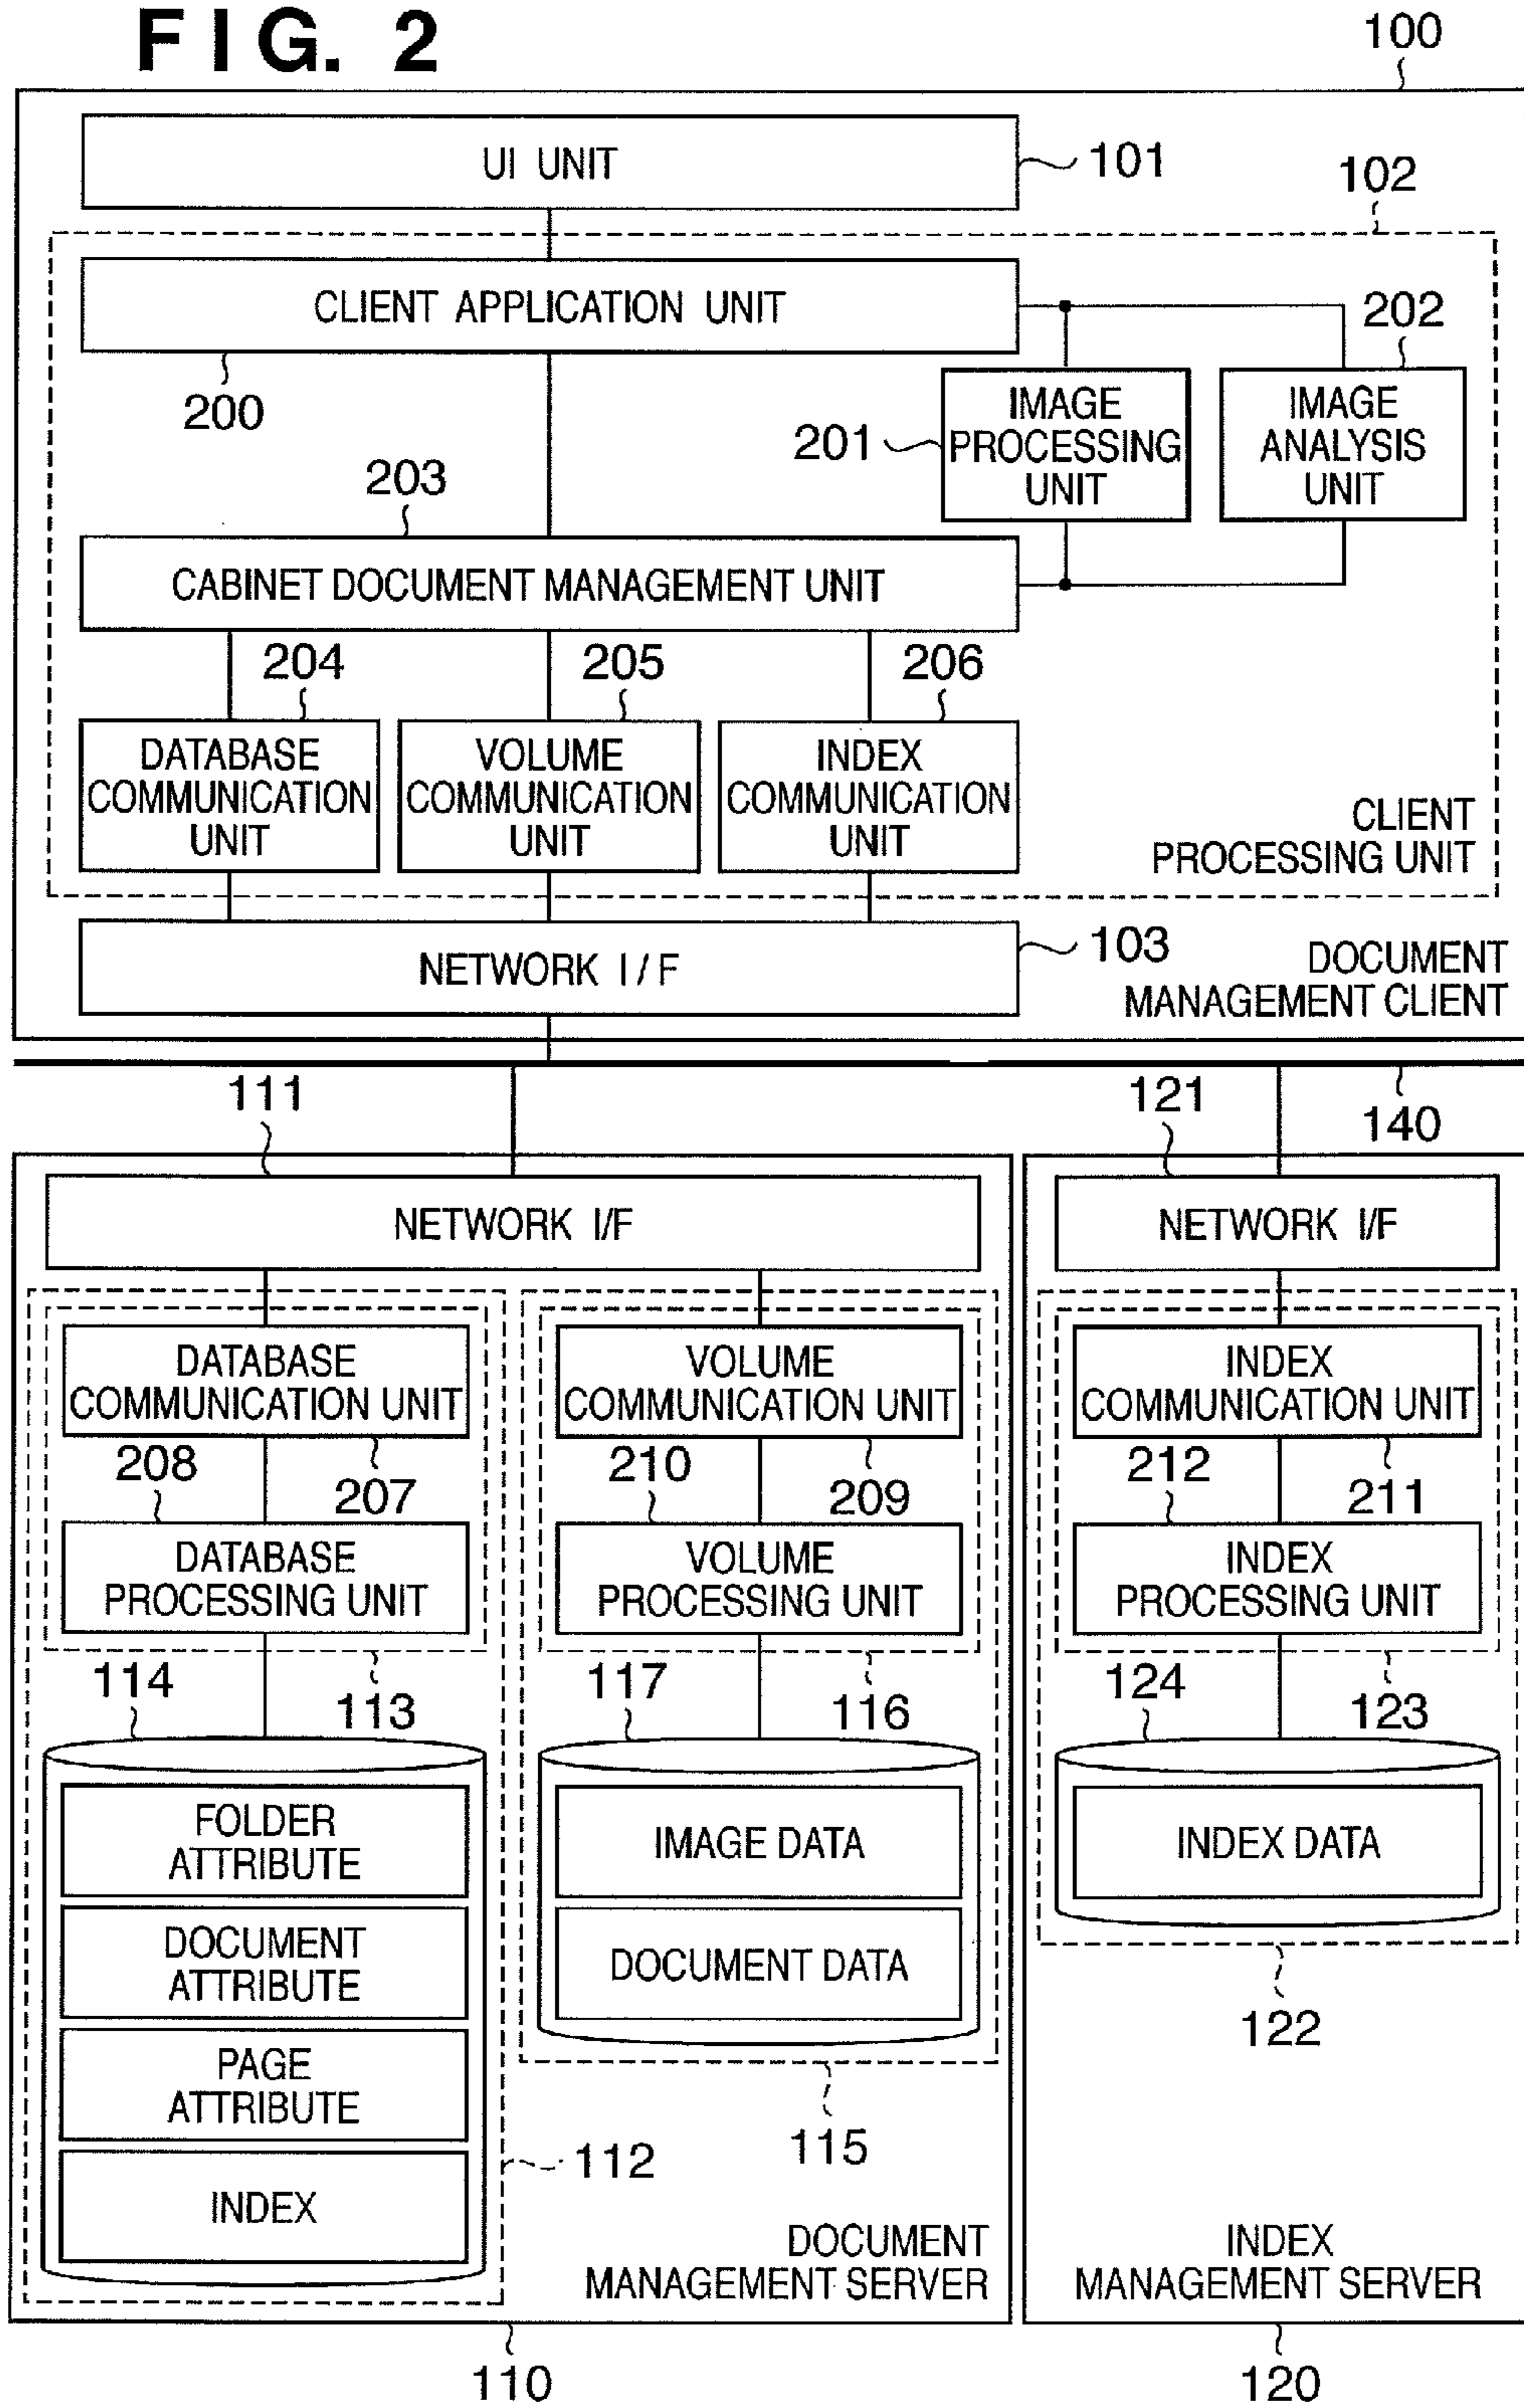 FIG. 2
100
UI UNIT
101
102
CLIENT APPLICATION UNIT
200
202
201
IMAGE
PROCESSING
UNIT
IMAGE
ANALYSIS
UNIT
203
CABINET DOCUMENT MANAGEMENT UNIT
204
205
206
DATABASE
COMMUNICATION
UNIT
VOLUME
COMMUNICATION
UNIT
INDEX
COMMUNICATION
UNIT
CLIENT
PROCESSING UNIT
NETWORK I/F
103
DOCUMENT
MANAGEMENT CLIENT
111
121
140
NETWORK I/F
NETWORK I/F
DATABASE
COMMUNICATION UNIT
VOLUME
COMMUNICATION UNIT
INDEX
COMMUNICATION UNIT
208
207
210
209
212
211
DATABASE
PROCESSING UNIT
VOLUME
PROCESSING UNIT
INDEX
PROCESSING UNIT
114
113
117
116
124
123
FOLDER
ATTRIBUTE
DOCUMENT
ATTRIBUTE
PAGE
ATTRIBUTE
INDEX
IMAGE DATA
DOCUMENT DATA
INDEX DATA
122
115
112
DOCUMENT
MANAGEMENT SERVER
INDEX
MANAGEMENT SERVER
110
120